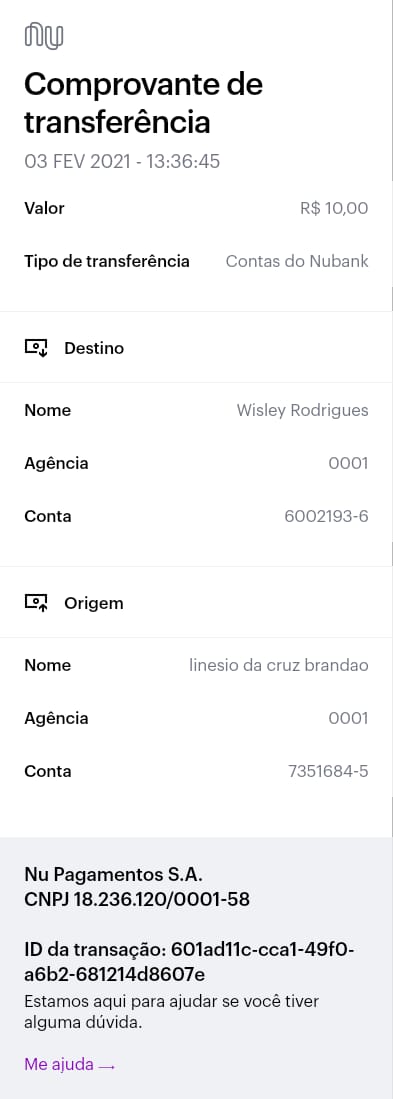 nu
Comprovante de
transferência
03 FEV 2021 - 13:36:45
Valor R$ 10,00
Tipo de transferência Contas do Nubank
Destino
Nome Wisley Rodrigues
Agência 0001
Conta 6002193-6
Origem
Nome linesio da cruz brandao
Agência 0001
Conta 7351684-5
Nu Pagamentos S.A.
CNPJ 18.236.120/0001-58
ID da transação: 601ad11c-cca1-49f0-
a6b2-681214d8607e
Estamos aqui para ajudar se você tiver
alguma dúvida.
Me ajuda →